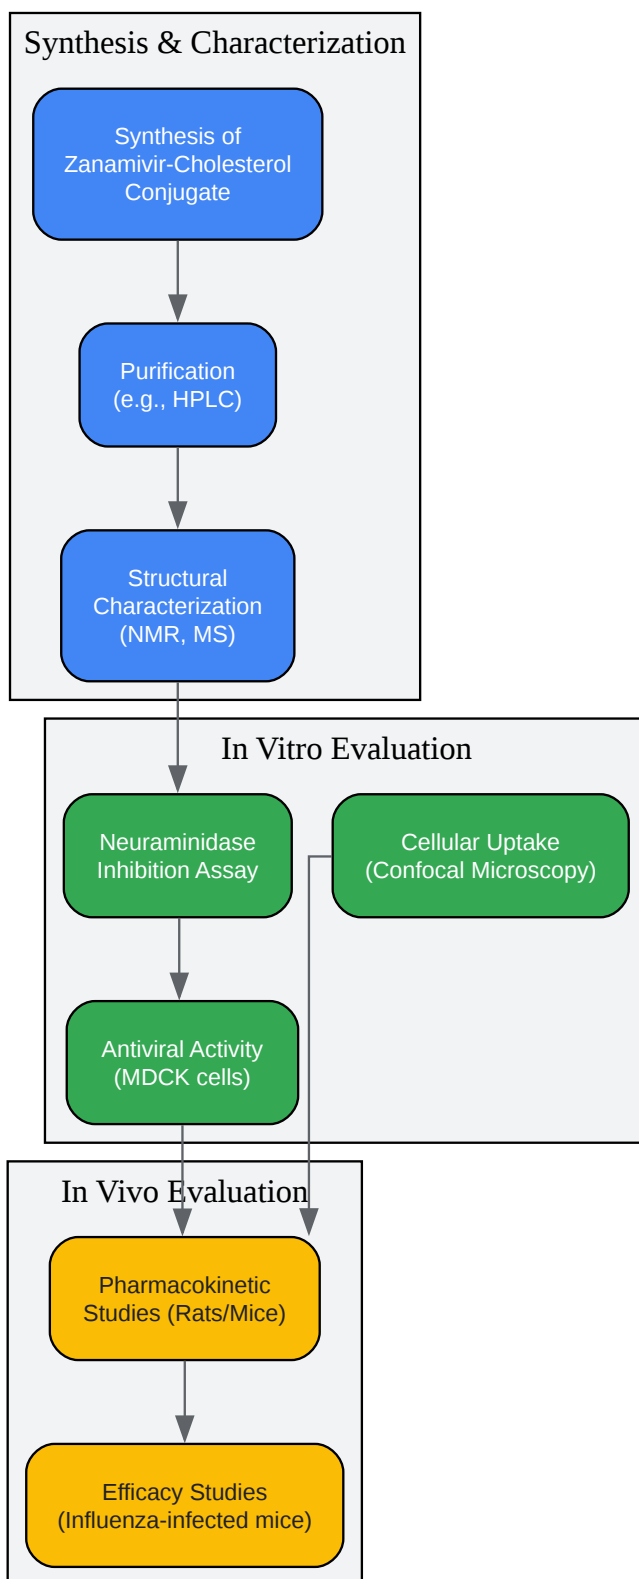 Synthesis & Characterization
Synthesis of
Zanamivir-Cholesterol
Conjugate
Purification
(e.g., HPLC)
Structural
Characterization
(NMR, MS)
In Vitro Evaluation
Neuraminidase
Inhibition Assay
Cellular Uptake
(Confocal Microscopy)
Antiviral Activity
(MDCK cells)
In Vivo Evaluation
Pharmacokinetic
Studies (Rats/Mice)
Efficacy Studies
(Influenza-infected mice)